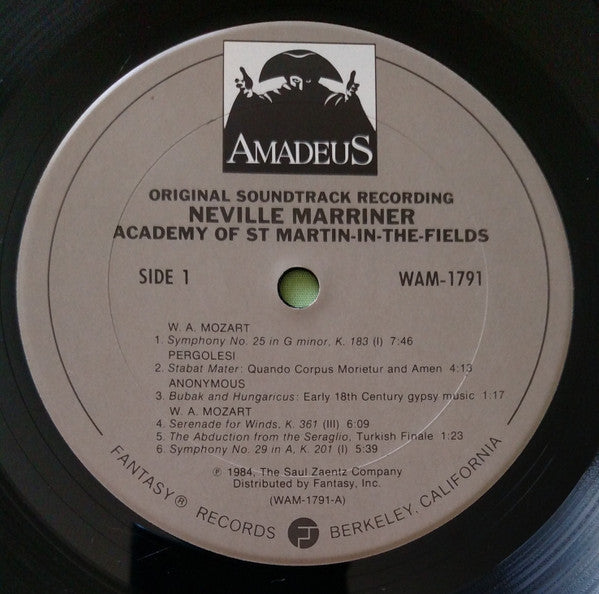 AMADEUS
ORIGINAL SOUNDTRACK RECORDING
NEVILLE MARRINER
ACADEMY OF ST MARTIN-IN-THE-FIELDS
SIDE 1 WAM-1791
W. A. MOZART
1. Symphony No. 25 in G minor, K. 183 (I) 7:46
PERGOLESI
2. Stabat Mater: Quando Corpus Morietur and Amen 4:13
ANONYMOUS
3. Bubak and Hungaricus: Early 18th Century gypsy music 1:17
W. A. MOZART
4. Serenade for Winds, K. 361 (III) 6:09
5. The Abduction from the Seraglio, Turkish Finale 1:23
6. Symphony No. 29 in A, K. 201 (I) 5:39
℗ 1984, The Saul Zaentz Company
Distributed by Fantasy, Inc.
(WAM-1791-A)
FANTASY® RECORDS BERKELEY, CALIFORNIA